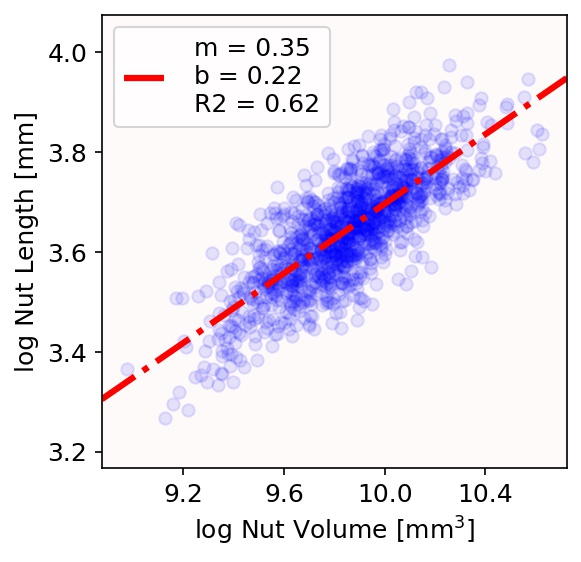 m = 0.35
b = 0.22
R2 = 0.62
4.0
3.8
3.6
3.4
3.2
log Nut Length [mm]
9.2 9.6 10.0 10.4
log Nut Volume [mm³]